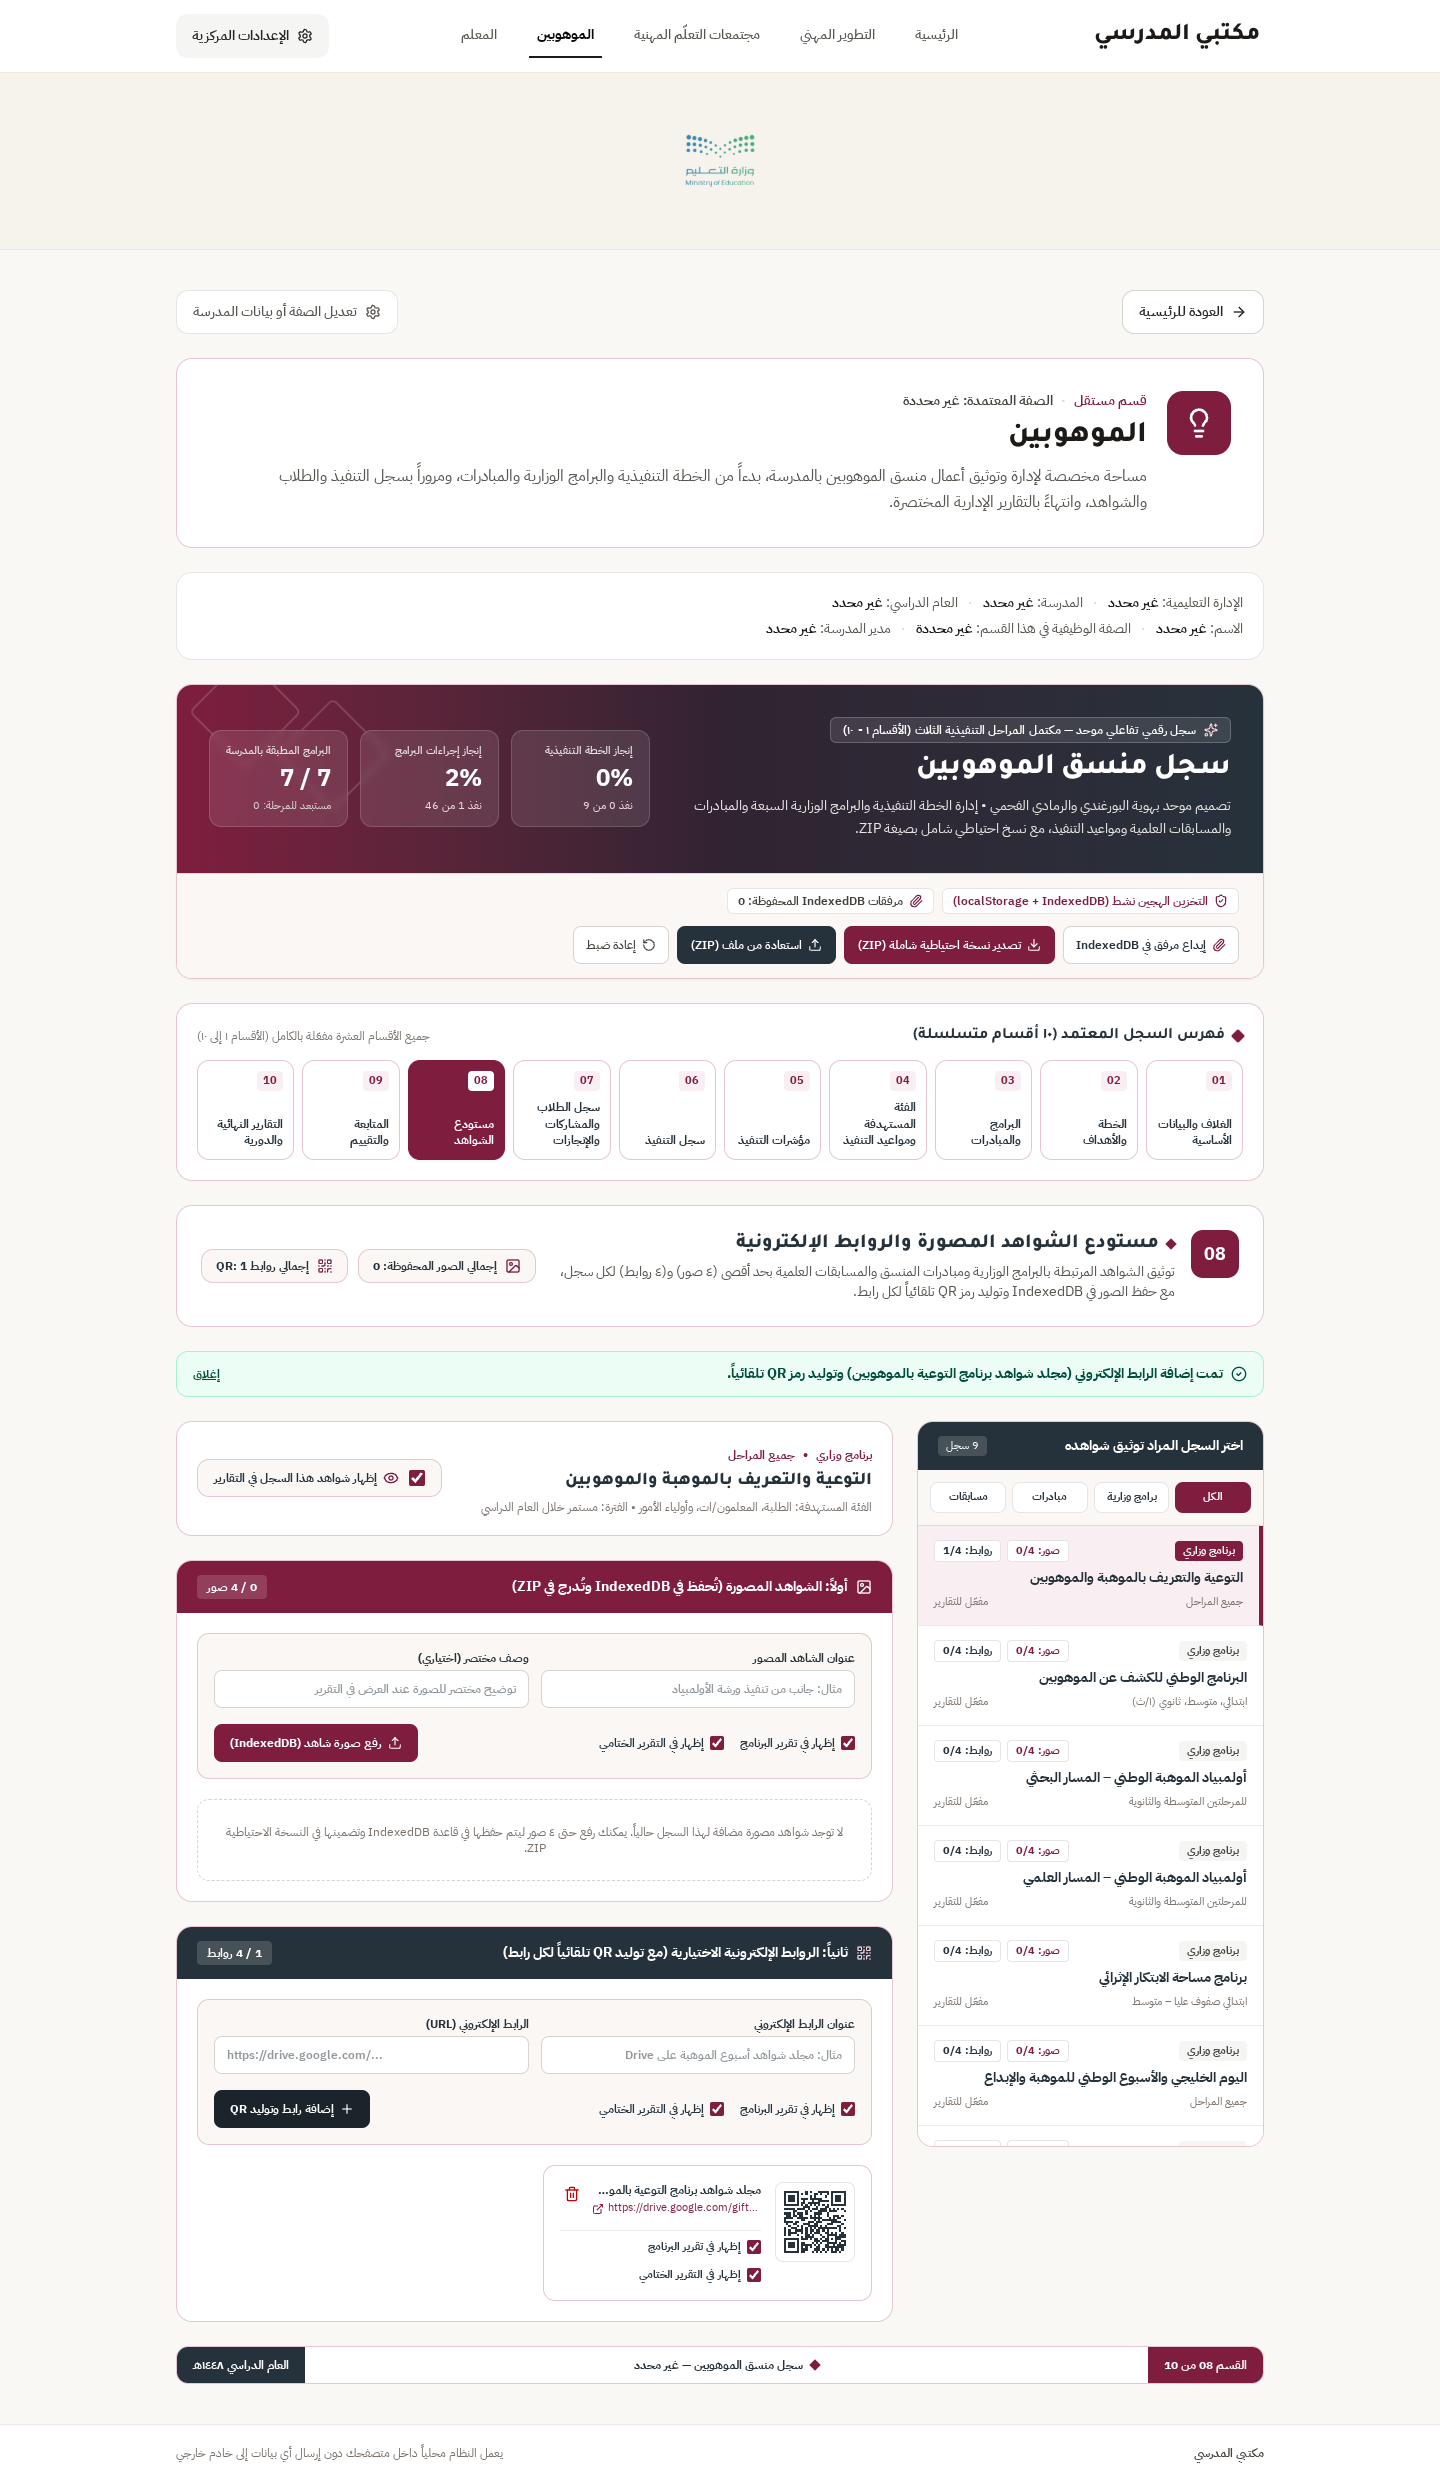 مكتبي المدرسي
الرئيسية
التطوير المهني
مجتمعات التعلّم المهنية
الموهوبين
المعلم
الإعدادات المركزية
وزارة التعـــليم
Ministry of Education
العودة للرئيسية
تعديل الصفة أو بيانات المدرسة
قسم مستقل · الصفة المعتمدة: غير محددة
الموهوبين
مساحة مخصصة لإدارة وتوثيق أعمال منسق الموهوبين بالمدرسة، بدءاً من الخطة التنفيذية والبرامج الوزارية والمبادرات، ومروراً بسجل التنفيذ والطلاب
والشواهد، وانتهاءً بالتقارير الإدارية المختصرة.
الإدارة التعليمية: غير محدد · المدرسة: غير محدد · العام الدراسي: غير محدد
الاسم: غير محدد · الصفة الوظيفية في هذا القسم: غير محددة · مدير المدرسة: غير محدد
سجل رقمي تفاعلي موحد — مكتمل المراحل التنفيذية الثلاث (الأقسام ١ - ١٠)
سجل منسق الموهوبين
تصميم موحد بهوية البورغندي والرمادي الفحمي • إدارة الخطة التنفيذية والبرامج الوزارية السبعة والمبادرات
والمسابقات العلمية ومواعيد التنفيذ، مع نسخ احتياطي شامل بصيغة ZIP.
إنجاز الخطة التنفيذية
0%
نفذ 0 من 9
إنجاز إجراءات البرامج
2%
نفذ 1 من 46
البرامج المطبقة بالمدرسة
7 / 7
مستبعد للمرحلة: 0
التخزين الهجين نشط (localStorage + IndexedDB)
مرفقات IndexedDB المحفوظة: 0
إيداع مرفق في IndexedDB
تصدير نسخة احتياطية شاملة (ZIP)
استعادة من ملف (ZIP)
إعادة ضبط
فهرس السجل المعتمد (١٠ أقسام متسلسلة)
جميع الأقسام العشرة مفعّلة بالكامل (الأقسام ١ إلى ١٠)
01
الغلاف والبيانات
الأساسية
02
الخطة
والأهداف
03
البرامج
والمبادرات
04
الفئة
المستهدفة
ومواعيد التنفيذ
05
مؤشرات التنفيذ
06
سجل التنفيذ
07
سجل الطلاب
والمشاركات
والإنجازات
08
مستودع
الشواهد
09
المتابعة
والتقييم
10
التقارير النهائية
والدورية
08
مستودع الشواهد المصورة والروابط الإلكترونية
توثيق الشواهد المرتبطة بالبرامج الوزارية ومبادرات المنسق والمسابقات العلمية بحد أقصى (٤ صور) و(٤ روابط) لكل سجل،
مع حفظ الصور في IndexedDB وتوليد رمز QR تلقائياً لكل رابط.
إجمالي الصور المحفوظة: 0
إجمالي روابط QR: 1
تمت إضافة الرابط الإلكتروني (مجلد شواهد برنامج التوعية بالموهوبين) وتوليد رمز QR تلقائياً.
إغلاق
اختر السجل المراد توثيق شواهده
9 سجل
الكل
برامج وزارية
مبادرات
مسابقات
برنامج وزاري
صور: 0/4
روابط: 1/4
التوعية والتعريف بالموهبة والموهوبين
جميع المراحل
مفعّل للتقارير
برنامج وزاري
صور: 0/4
روابط: 0/4
البرنامج الوطني للكشف عن الموهوبين
ابتدائي، متوسط، ثانوي (١/ث)
مفعّل للتقارير
برنامج وزاري
صور: 0/4
روابط: 0/4
أولمبياد الموهبة الوطني – المسار البحثي
للمرحلتين المتوسطة والثانوية
مفعّل للتقارير
برنامج وزاري
صور: 0/4
روابط: 0/4
أولمبياد الموهبة الوطني – المسار العلمي
للمرحلتين المتوسطة والثانوية
مفعّل للتقارير
برنامج وزاري
صور: 0/4
روابط: 0/4
برنامج مساحة الابتكار الإثرائي
ابتدائي صفوف عليا – متوسط
مفعّل للتقارير
برنامج وزاري
صور: 0/4
روابط: 0/4
اليوم الخليجي والأسبوع الوطني للموهبة والإبداع
جميع المراحل
مفعّل للتقارير
برنامج وزاري • جميع المراحل
التوعية والتعريف بالموهبة والموهوبين
الفئة المستهدفة: الطلبة، المعلمون/ات، وأولياء الأمور • الفترة: مستمر خلال العام الدراسي
إظهار شواهد هذا السجل في التقارير
أولاً: الشواهد المصورة (تُحفظ في IndexedDB وتُدرج في ZIP)
0 / 4 صور
عنوان الشاهد المصور
مثال: جانب من تنفيذ ورشة الأولمبياد
وصف مختصر (اختياري)
توضيح مختصر للصورة عند العرض في التقرير
إظهار في تقرير البرنامج
إظهار في التقرير الختامي
رفع صورة شاهد (IndexedDB)
لا توجد شواهد مصورة مضافة لهذا السجل حالياً. يمكنك رفع حتى ٤ صور ليتم حفظها في قاعدة IndexedDB وتضمينها في النسخة الاحتياطية
ZIP.
ثانياً: الروابط الإلكترونية الاختيارية (مع توليد QR تلقائياً لكل رابط)
1 / 4 روابط
عنوان الرابط الإلكتروني
مثال: مجلد شواهد أسبوع الموهبة على Drive
الرابط الإلكتروني (URL)
https://drive.google.com/...
إظهار في تقرير البرنامج
إظهار في التقرير الختامي
إضافة رابط وتوليد QR
مجلد شواهد برنامج التوعية بالمو...
https://drive.google.com/gift...
إظهار في تقرير البرنامج
إظهار في التقرير الختامي
القسم 08 من 10
سجل منسق الموهوبين — غير محدد
العام الدراسي ١٤٤٨هـ
مكتبي المدرسي
يعمل النظام محلياً داخل متصفحك دون إرسال أي بيانات إلى خادم خارجي